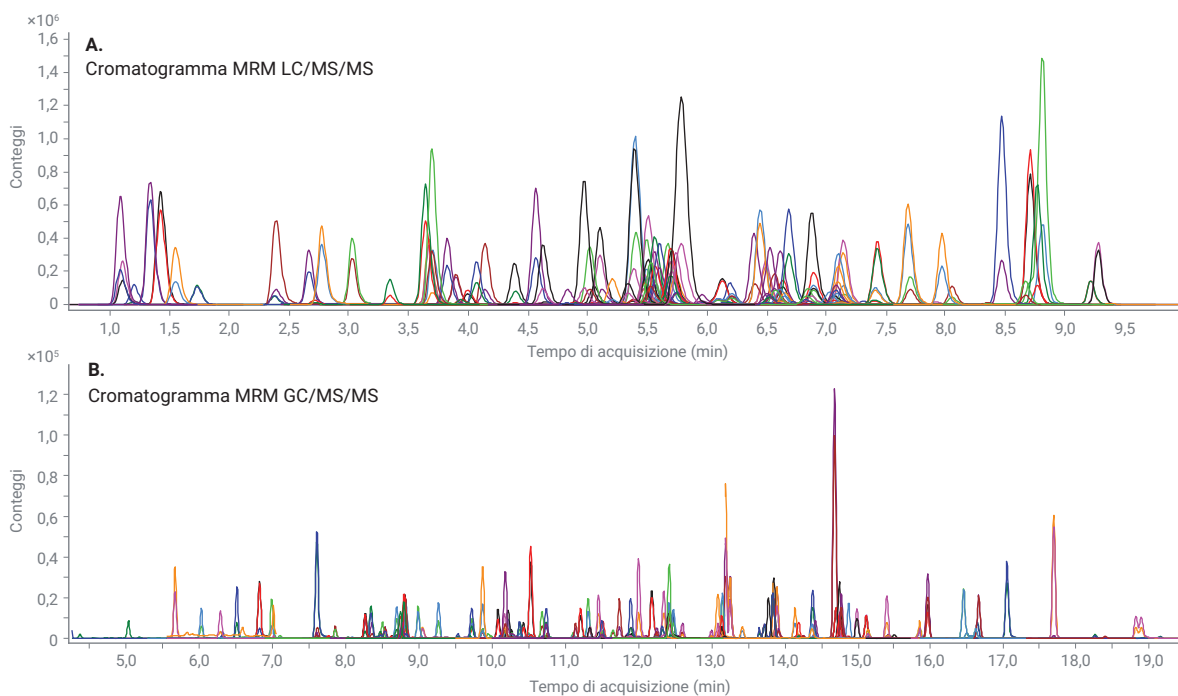 ×10⁶
A.
Cromatogramma MRM LC/MS/MS
Conteggi
1,6
1,4
1,2
1,0
0,8
0,6
0,4
0,2
0
1,0 1,5 2,0 2,5 3,0 3,5 4,0 4,5 5,0 5,5 6,0 6,5 7,0 7,5 8,0 8,5 9,0 9,5
Tempo di acquisizione (min)
×10⁵
B.
Cromatogramma MRM GC/MS/MS
Conteggi
1,2
1,0
0,8
0,6
0,4
0,2
0
5,0 6,0 7,0 8,0 9,0 10,0 11,0 12,0 13,0 14,0 15,0 16,0 17,0 18,0 19,0
Tempo di acquisizione (min)